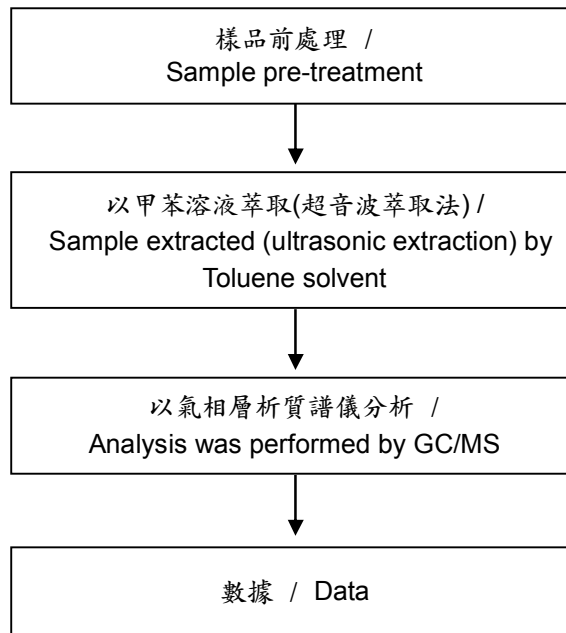 樣品前處理 /
Sample pre-treatment
以甲苯溶液萃取(超音波萃取法) /
Sample extracted (ultrasonic extraction) by
Toluene solvent
以氣相層析質譜儀分析 /
Analysis was performed by GC/MS
數據 / Data